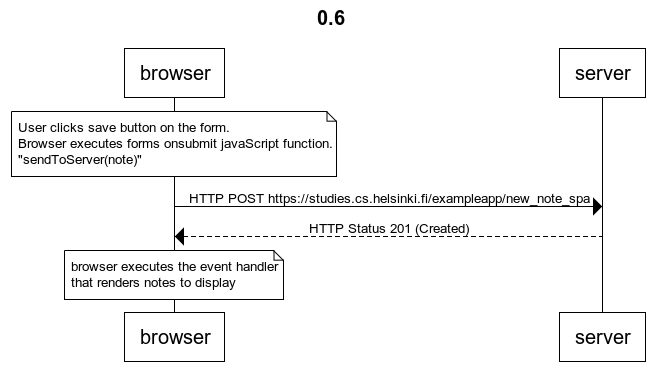 0.6
browser
server
User clicks save button on the form.
Browser executes forms onsubmit javaScript function.
"sendToServer(note)"
HTTP POST https://studies.cs.helsinki.fi/exampleapp/new_note_spa
HTTP Status 201 (Created)
browser executes the event handler
that renders notes to display
browser
server